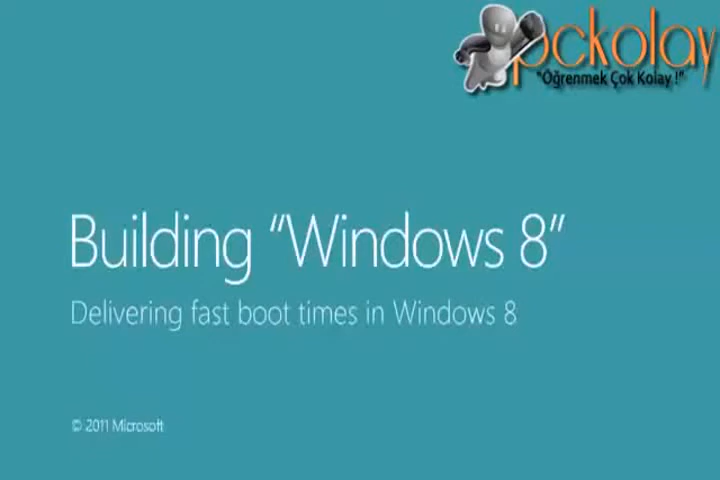 pckolay
"Öğrenmek Çok Kolay !"
Building “Windows 8”
Delivering fast boot times in Windows 8
© 2011 Microsoft